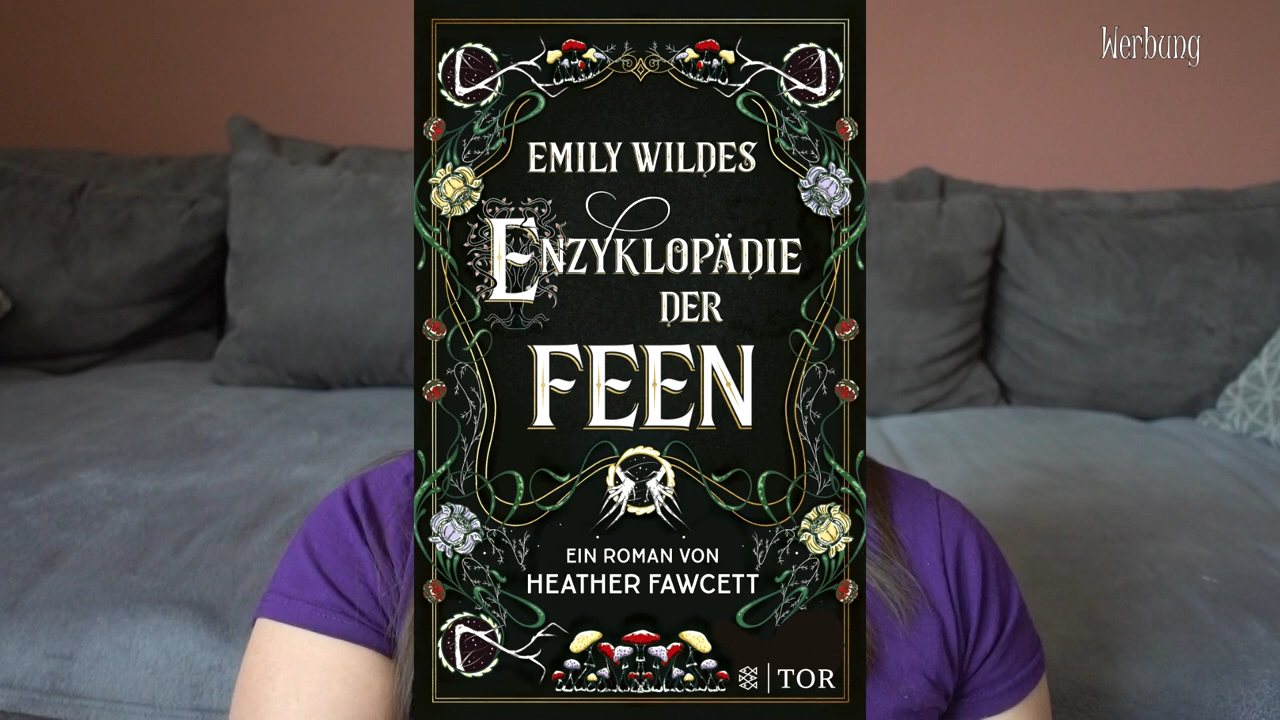 Werbung
EMILY WILDES
ENZYKLOPÄDIE
DER
FEEN
EIN ROMAN VON
HEATHER FAWCETT
TOR